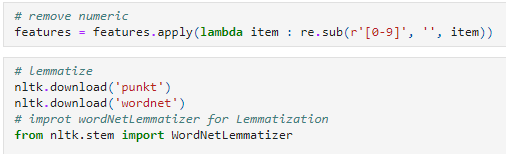 # remove numeric
features = features.apply(lambda item : re.sub(r'[0-9]', '', item))
# lemmatize
nltk.download('punkt')
nltk.download('wordnet')
# improt wordNetLemmatizer for Lemmatization
from nltk.stem import WordNetLemmatizer